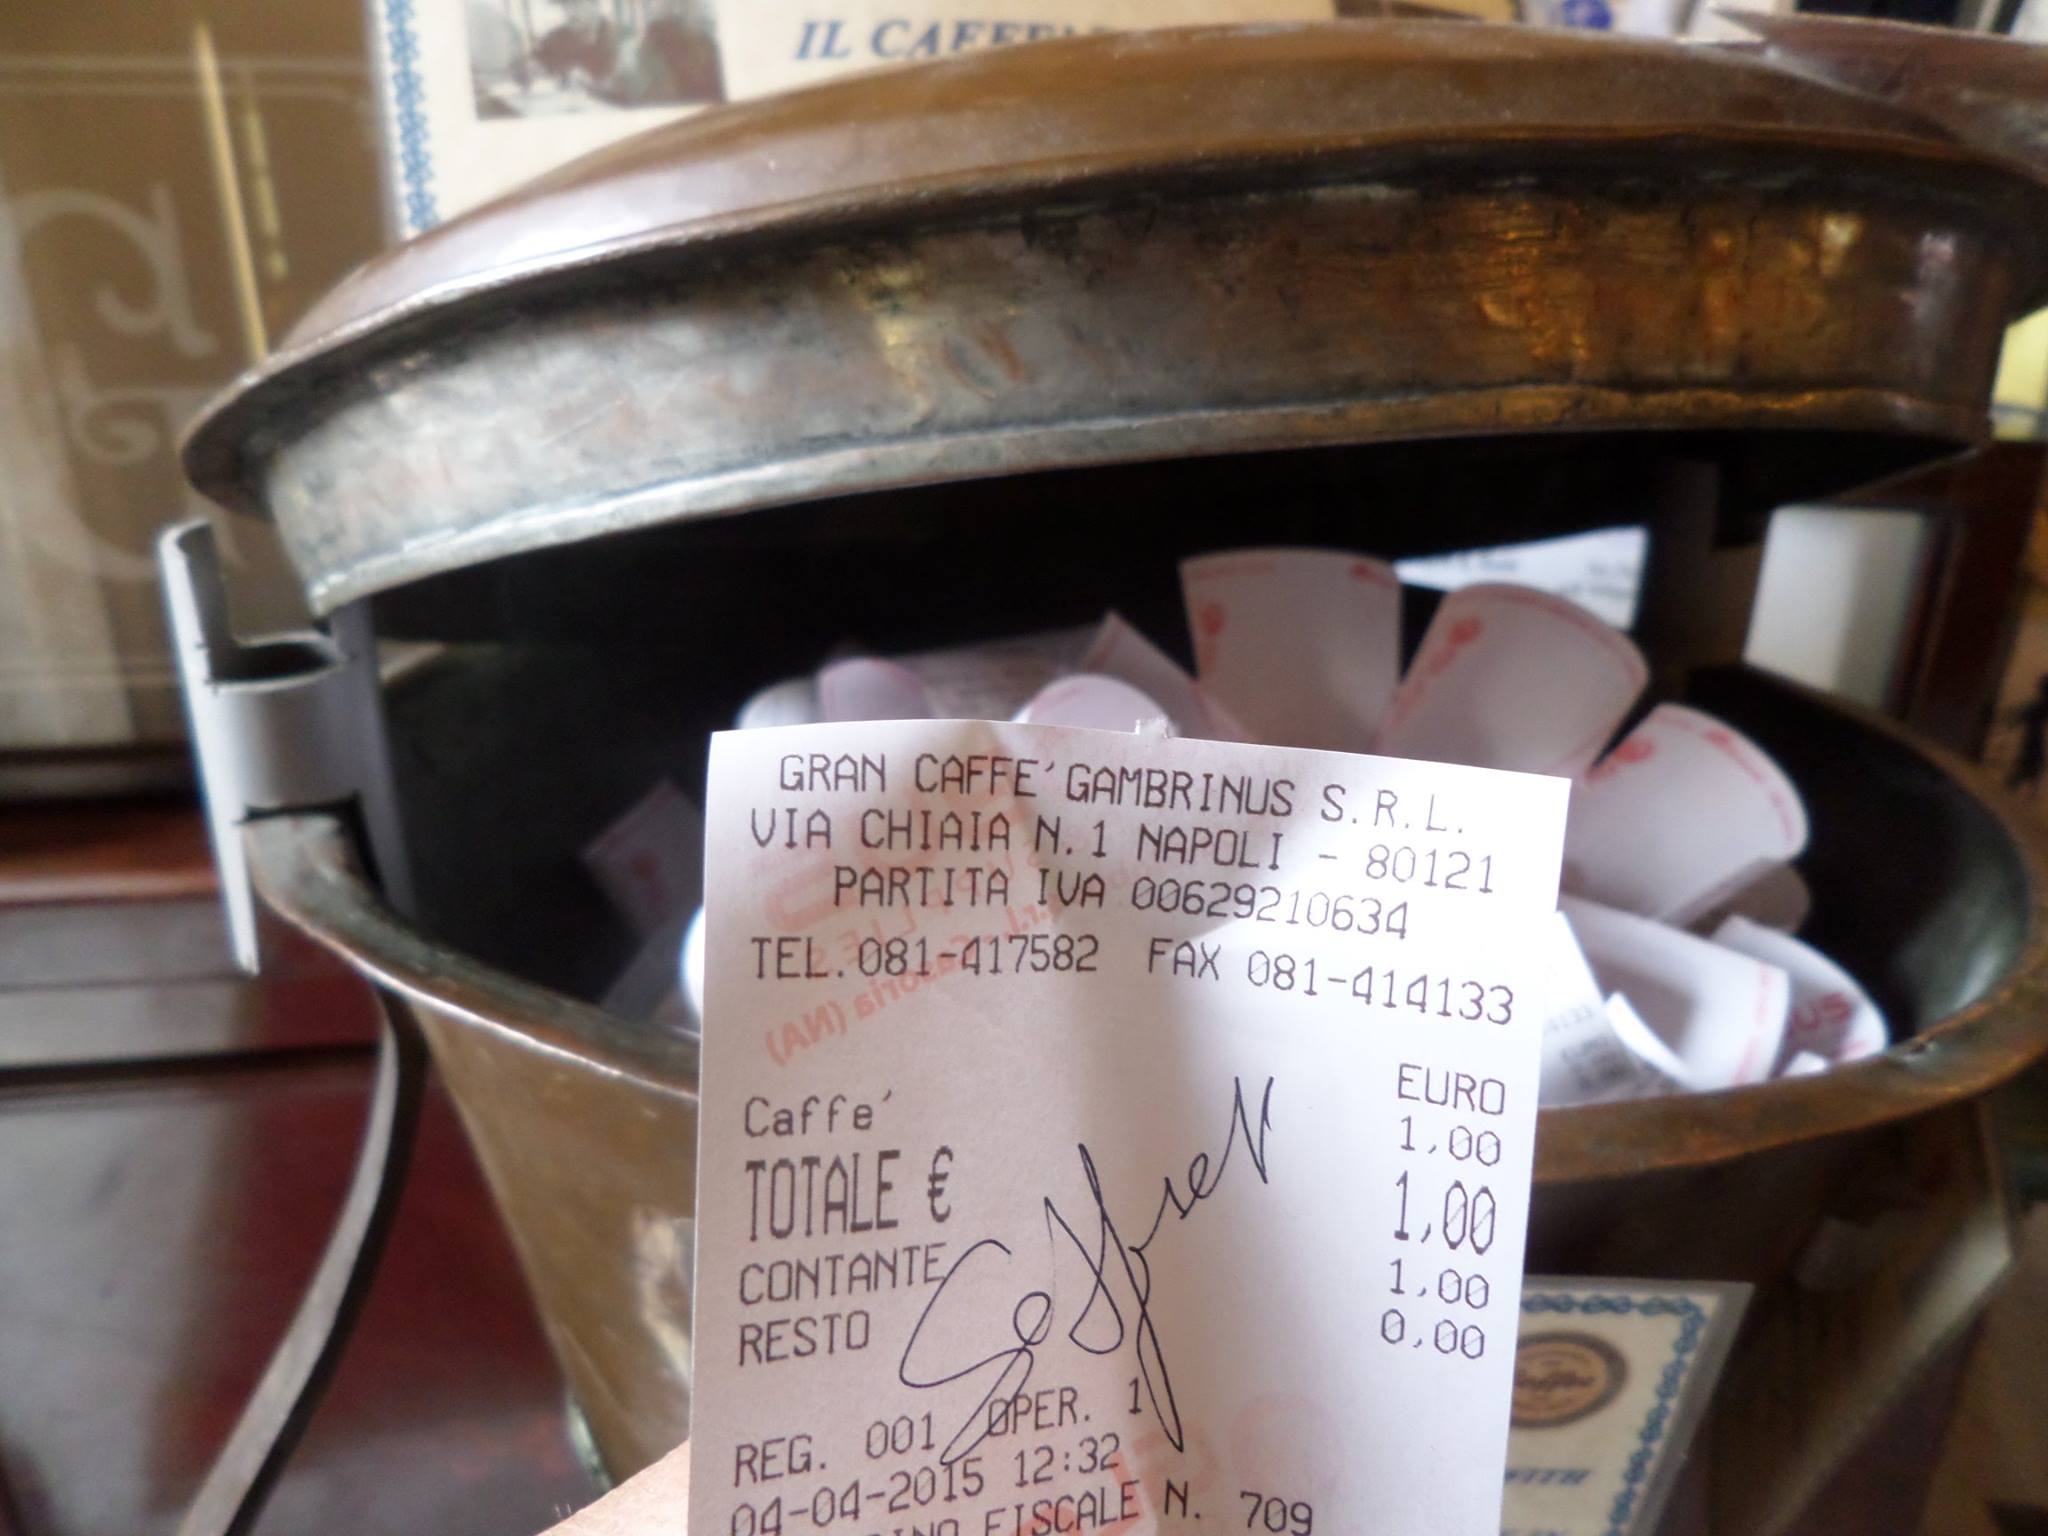 IL CAFFE'
GRAN CAFFE' GAMBRINUS S.R.L.
VIA CHIAIA N.1 NAPOLI - 80121
PARTITA IVA 00629210634
TEL.081-417582 FAX 081-414133
EURO
Caffe' 1,00
TOTALE € 1,00
CONTANTE 1,00
RESTO 0,00
REG. 001 OPER. 1
04-04-2015 12:32
FISCALE N. 709
(NA)